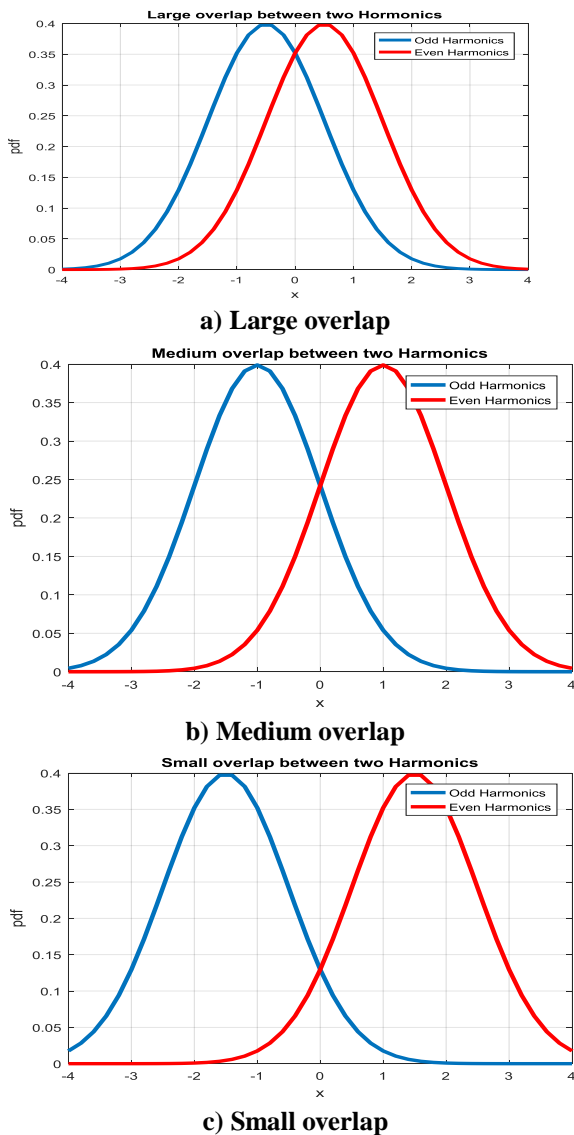 Large overlap between two Hormonics
0.4
0.35
0.3
0.25
0.2
0.15
0.1
0.05
0
pdf
Odd Harmonics
Even Harmonics
-4 -3 -2 -1 0 1 2 3 4
x
a) Large overlap
Medium overlap between two Harmonics
0.4
0.35
0.3
0.25
0.2
0.15
0.1
0.05
0
pdf
Odd Harmonics
Even Harmonics
-4 -3 -2 -1 0 1 2 3 4
x
b) Medium overlap
Small overlap between two Harmonics
0.4
0.35
0.3
0.25
0.2
0.15
0.1
0.05
0
pdf
Odd Harmonics
Even Harmonics
-4 -3 -2 -1 0 1 2 3 4
x
c) Small overlap